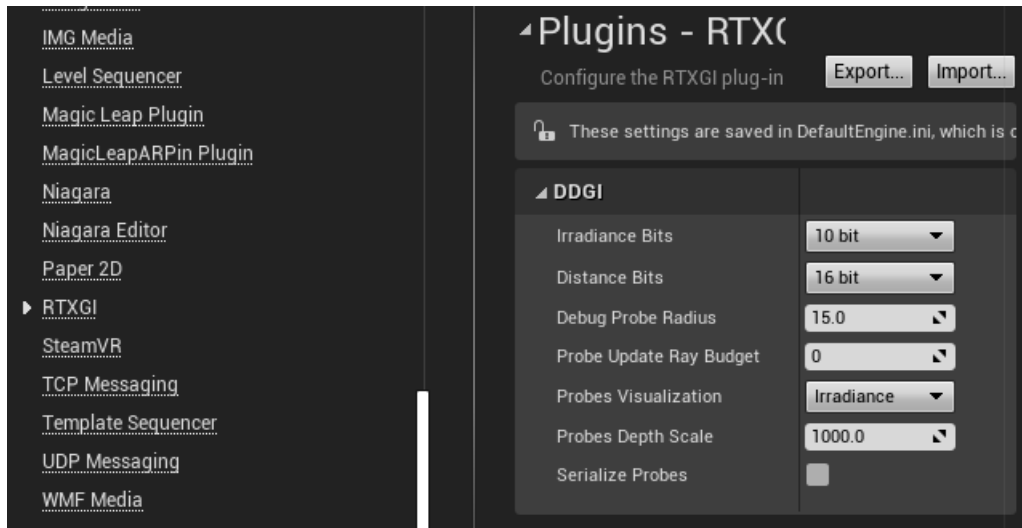 IMG Media
Level Sequencer
Magic Leap Plugin
MagicLeapARPin Plugin
Niagara
Niagara Editor
Paper 2D
RTXGI
SteamVR
TCP Messaging
Template Sequencer
UDP Messaging
WMF Media
Plugins - RTX
Configure the RTXGI plug-in
Export...
Import...
These settings are saved in DefaultEngine.ini, which is
DDGI
Irradiance Bits
10 bit
Distance Bits
16 bit
Debug Probe Radius
15.0
Probe Update Ray Budget
0
Probes Visualization
Irradiance
Probes Depth Scale
1000.0
Serialize Probes